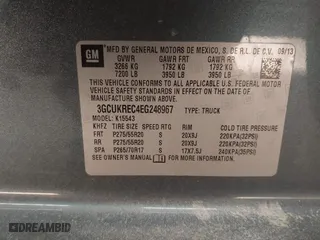 GM
MFD BY GENERAL MOTORS OF MEXICO, S. DE R.L. DE C.V. 09/13
GVWR GAWR FRT GAWR RR
3266 KG 1792 KG 1792 KG
7200 LB 3950 LB 3950 LB
THIS VEHICLE CONFORMS TO ALL APPLICABLE U.S. FEDERAL MOTOR
VEHICLE SAFETY STANDARDS IN EFFECT ON THE DATE OF
MANUFACTURE SHOWN ABOVE.
3GCUKREC4EG248967 TYPE: TRUCK
MODEL: K15543
KHFZ TIRE SIZE SPEED RTG RIM COLD TIRE PRESSURE
FRT P275/55R20 S 20X9J 220KPA(32PSI)
RR P275/55R20 S 20X9J 220KPA(32PSI)
SPA P265/70R17 S 17X7.5J 240KPA(35PSI)
SEE OWNER'S MANUAL FOR MORE INFORMATION.
DREAMBID